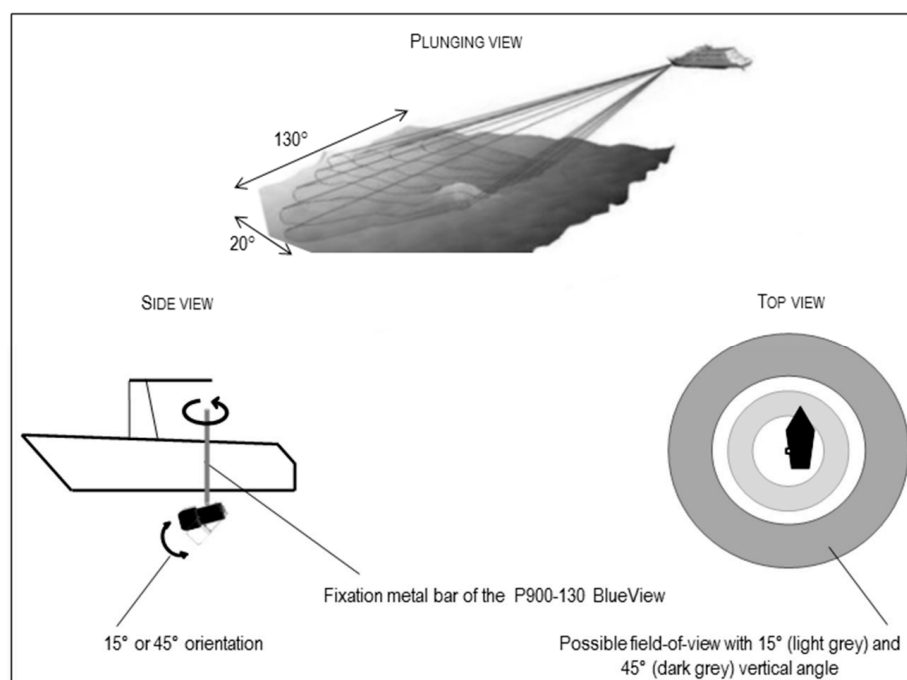 PLUNGING VIEW
130°
20°
SIDE VIEW
TOP VIEW
Fixation metal bar of the P900-130 BlueView
15° or 45° orientation
Possible field-of-view with 15° (light grey) and
45° (dark grey) vertical angle